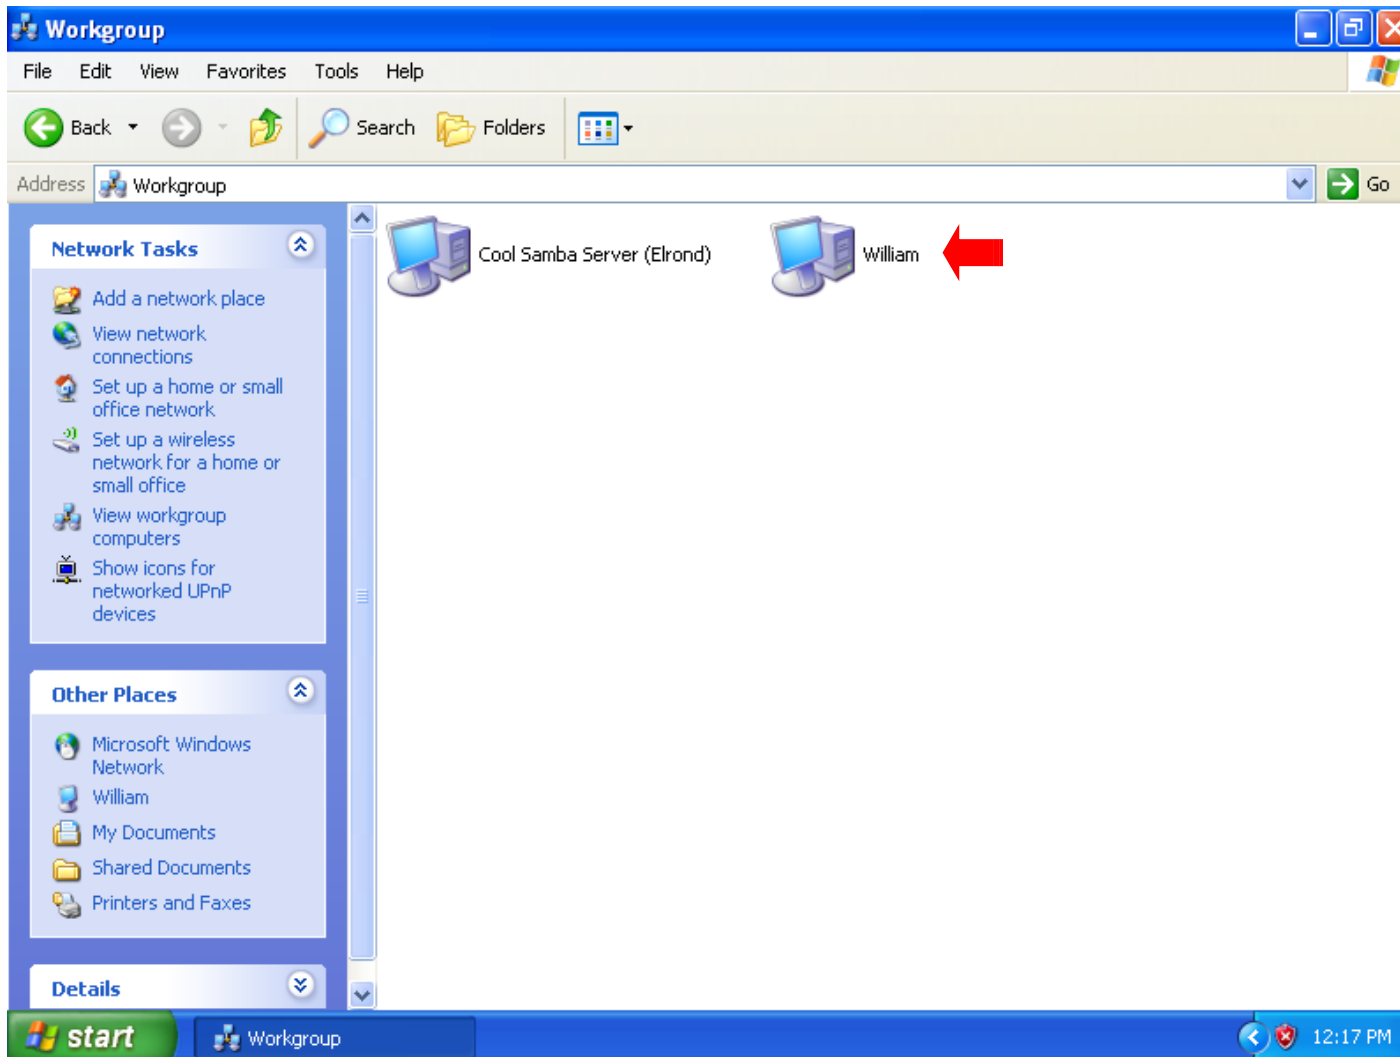 Workgroup
File Edit View Favorites Tools Help
Back Search Folders
Address Workgroup Go
Network Tasks
Add a network place
View network
connections
Set up a home or small
office network
Set up a wireless
network for a home or
small office
View workgroup
computers
Show icons for
networked UPnP
devices
Other Places
Microsoft Windows
Network
William
My Documents
Shared Documents
Printers and Faxes
Details
Cool Samba Server (Elrond) William
start Workgroup 12:17 PM